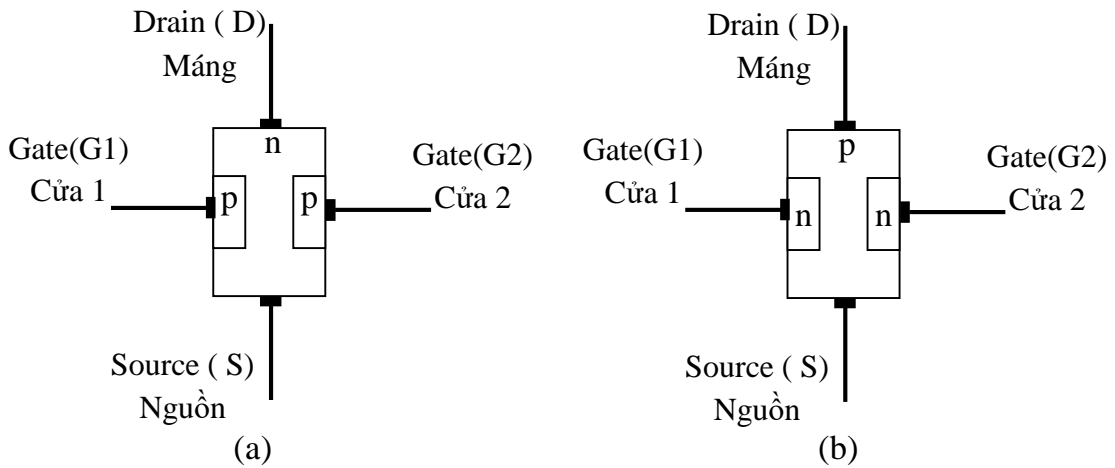 Drain ( D)
Máng
n
Gate(G1)
Cửa 1
p
p
Gate(G2)
Cửa 2
Source ( S)
Nguồn
(a)
Drain ( D)
Máng
p
Gate(G1)
Cửa 1
n
n
Gate(G2)
Cửa 2
Source ( S)
Nguồn
(b)